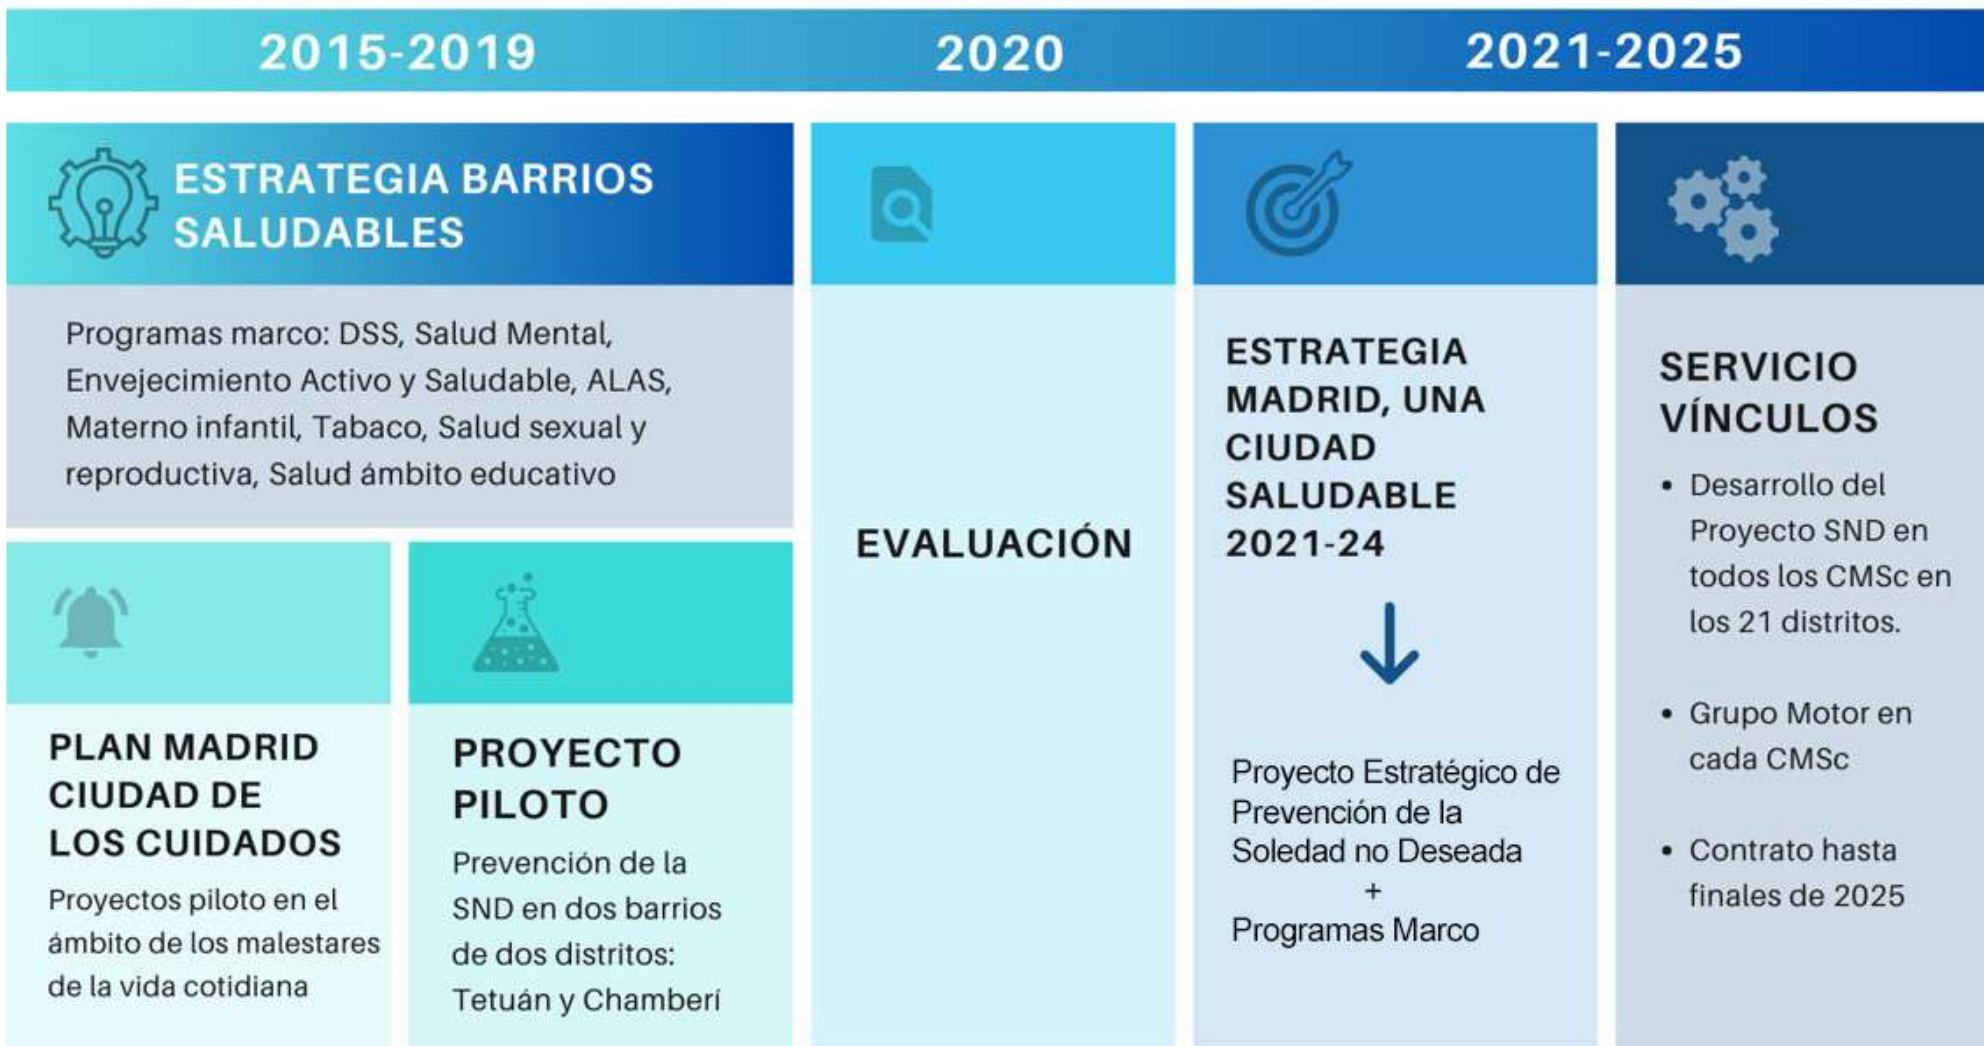 2015-2019
2020
2021-2025
ESTRATEGIA BARRIOS
SALUDABLES
Programas marco: DSS, Salud Mental,
Envejecimiento Activo y Saludable, ALAS,
Materno infantil, Tabaco, Salud sexual y
reproductiva, Salud ámbito educativo
PLAN MADRID
CIUDAD DE
LOS CUIDADOS
Proyectos piloto en el
ámbito de los malestares
de la vida cotidiana
PROYECTO
PILOTO
Prevención de la
SND en dos barrios
de dos distritos:
Tetuán y Chamberí
EVALUACIÓN
ESTRATEGIA
MADRID, UNA
CIUDAD
SALUDABLE
2021-24
Proyecto Estratégico de
Prevención de la
Soledad no Deseada
+
Programas Marco
SERVICIO
VÍNCULOS
• Desarrollo del
Proyecto SND en
todos los CMSc en
los 21 distritos.
• Grupo Motor en
cada CMSc
• Contrato hasta
finales de 2025